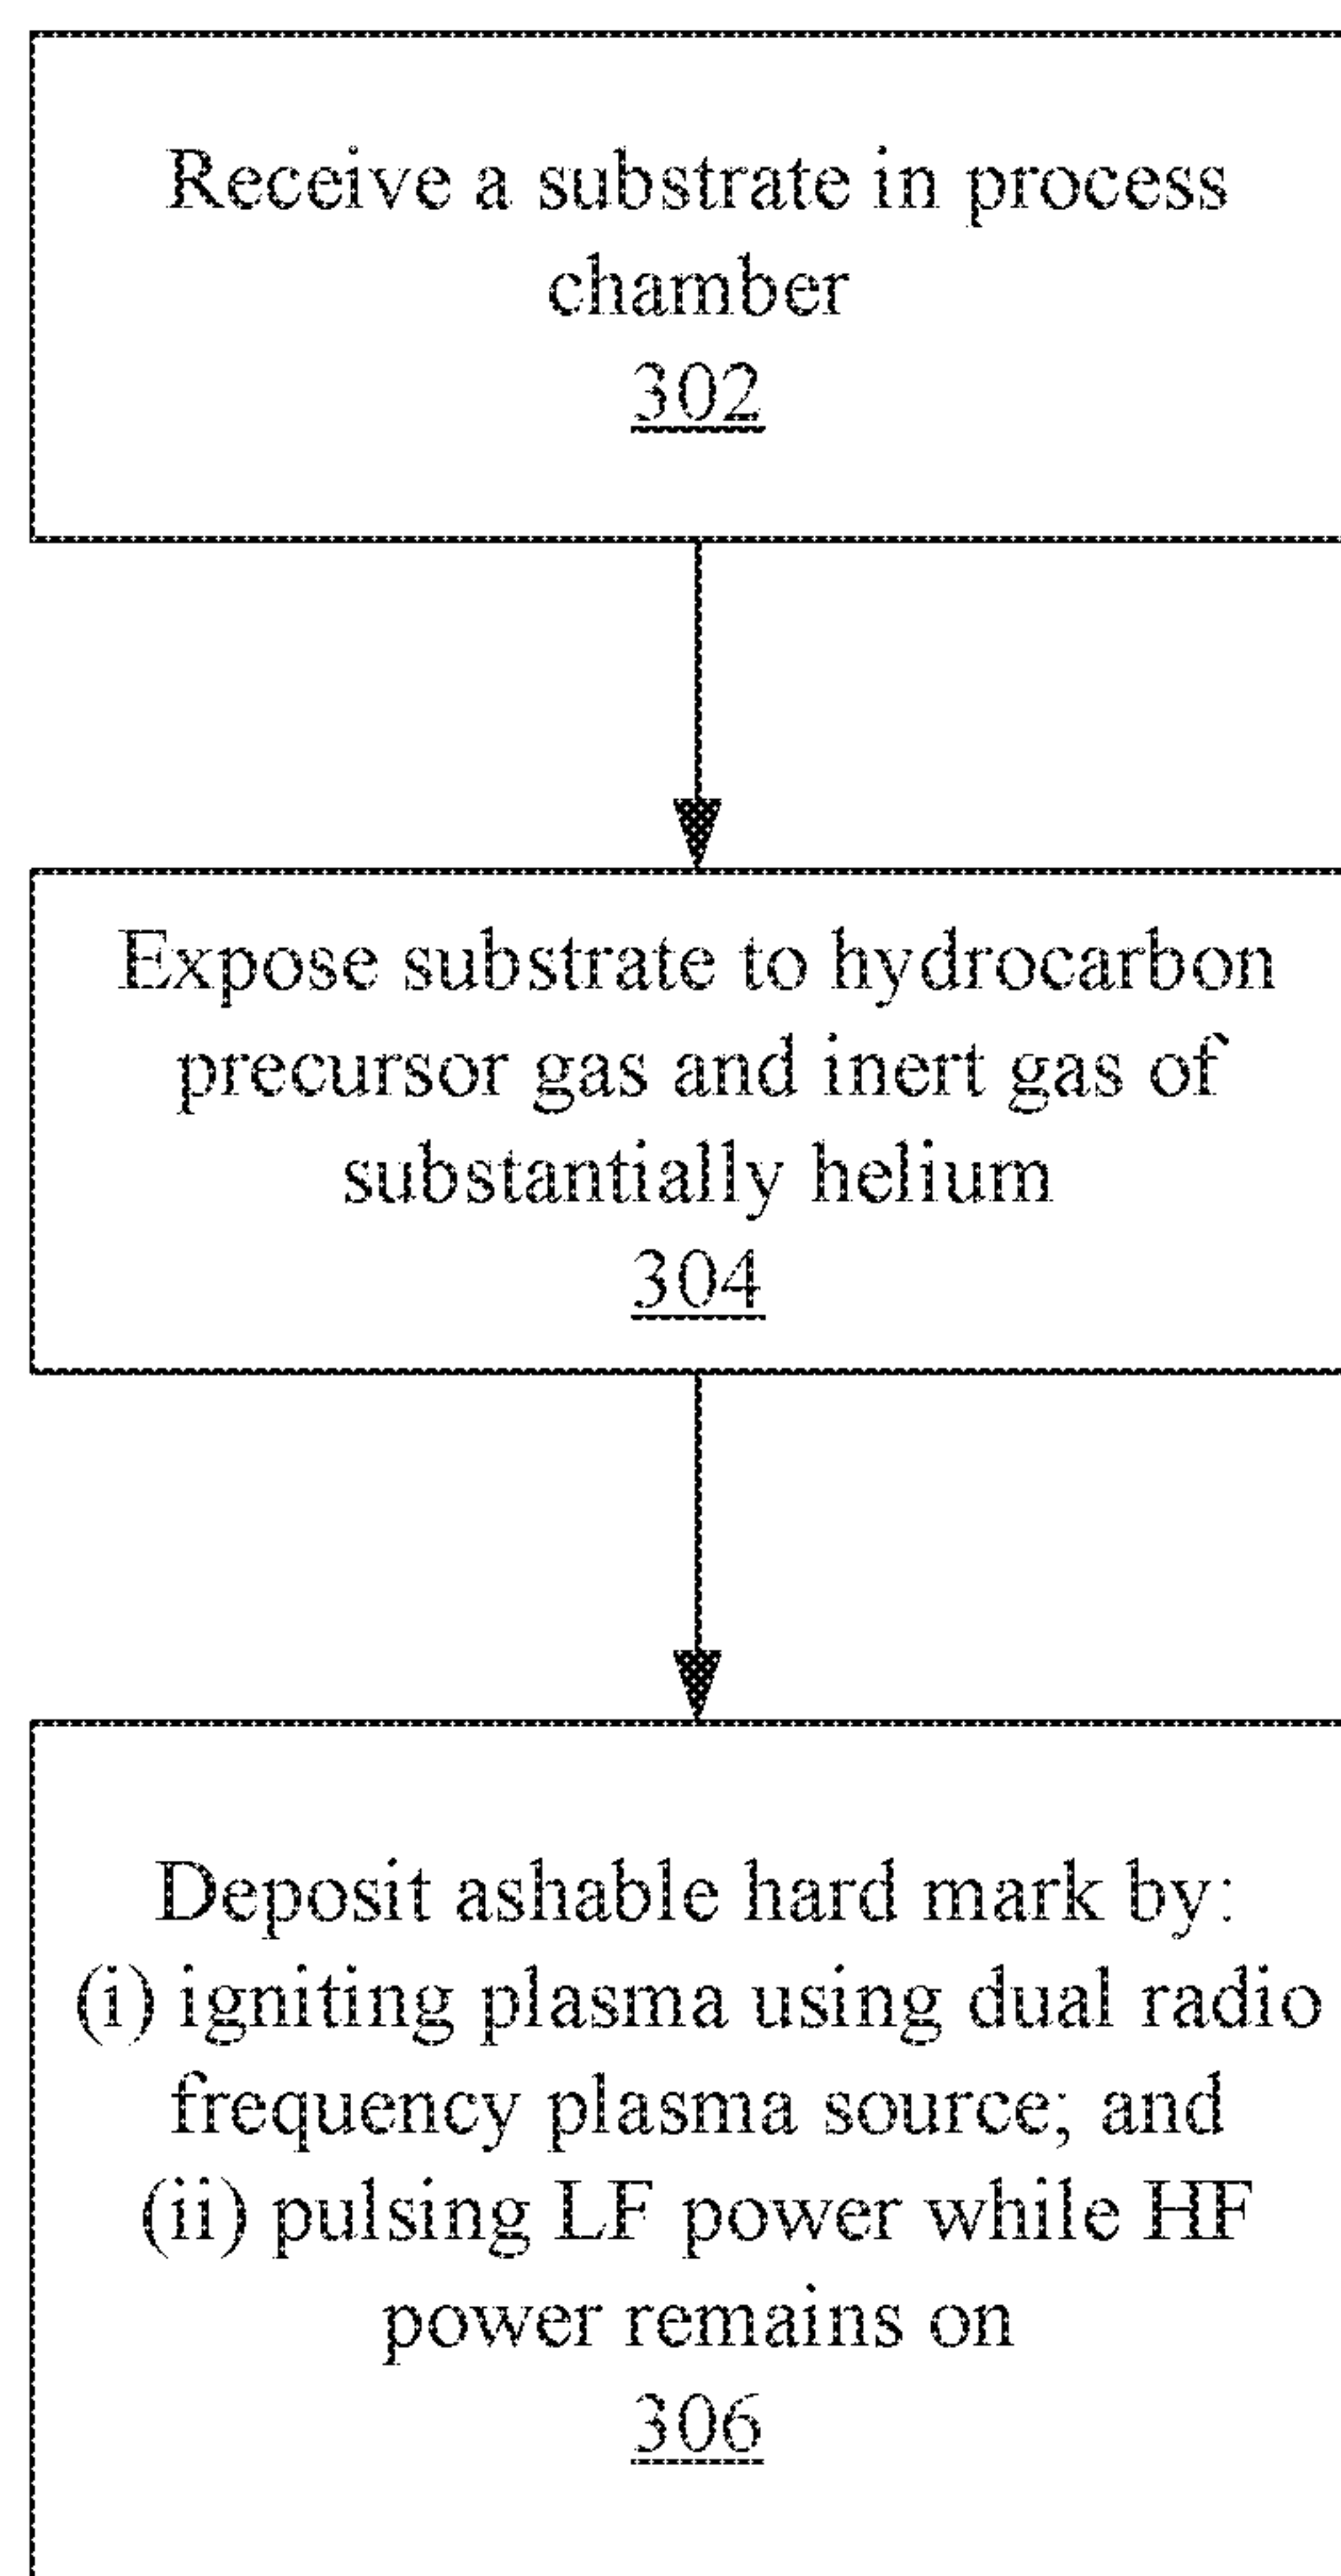 Receive a substrate in process
chamber
302
Expose substrate to hydrocarbon
precursor gas and inert gas of
substantially helium
304
Deposit ashable hard mark by:
(i) igniting plasma using dual radio
frequency plasma source; and
(ii) pulsing LF power while HF
power remains on
306